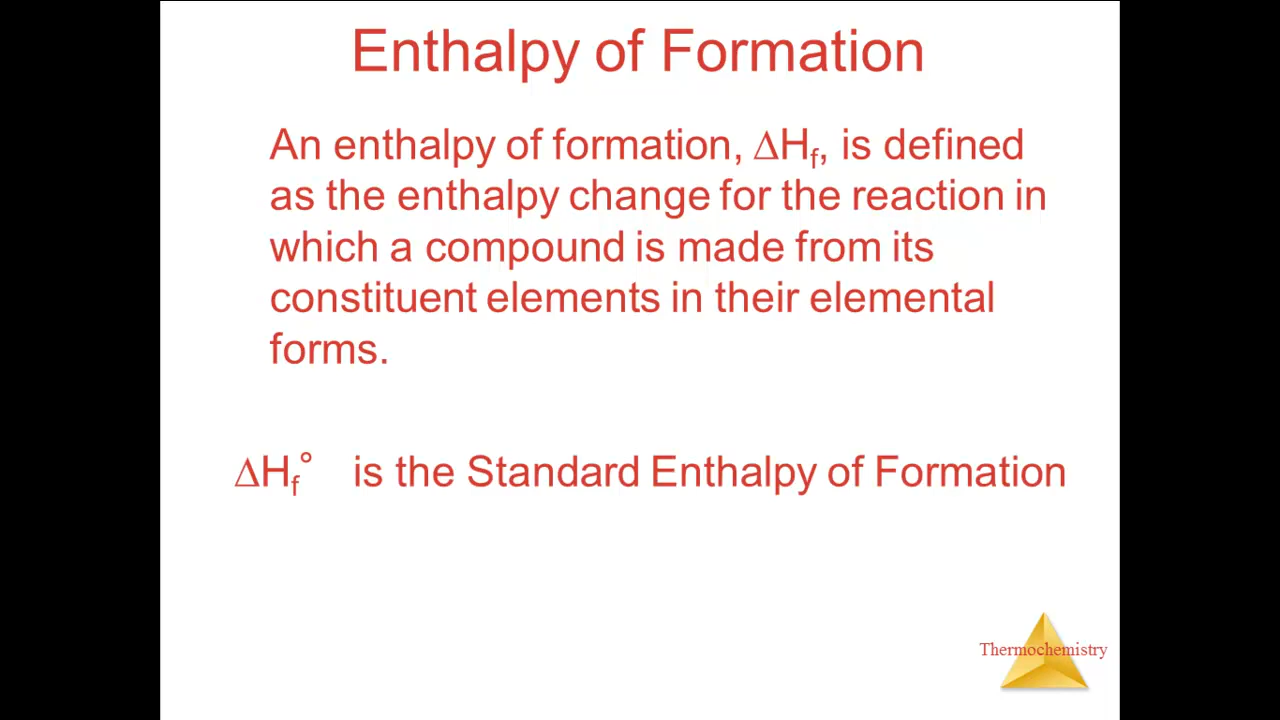 Enthalpy of Formation
An enthalpy of formation, ΔHf, is defined
as the enthalpy change for the reaction in
which a compound is made from its
constituent elements in their elemental
forms.
ΔHf° is the Standard Enthalpy of Formation
Thermochemistry